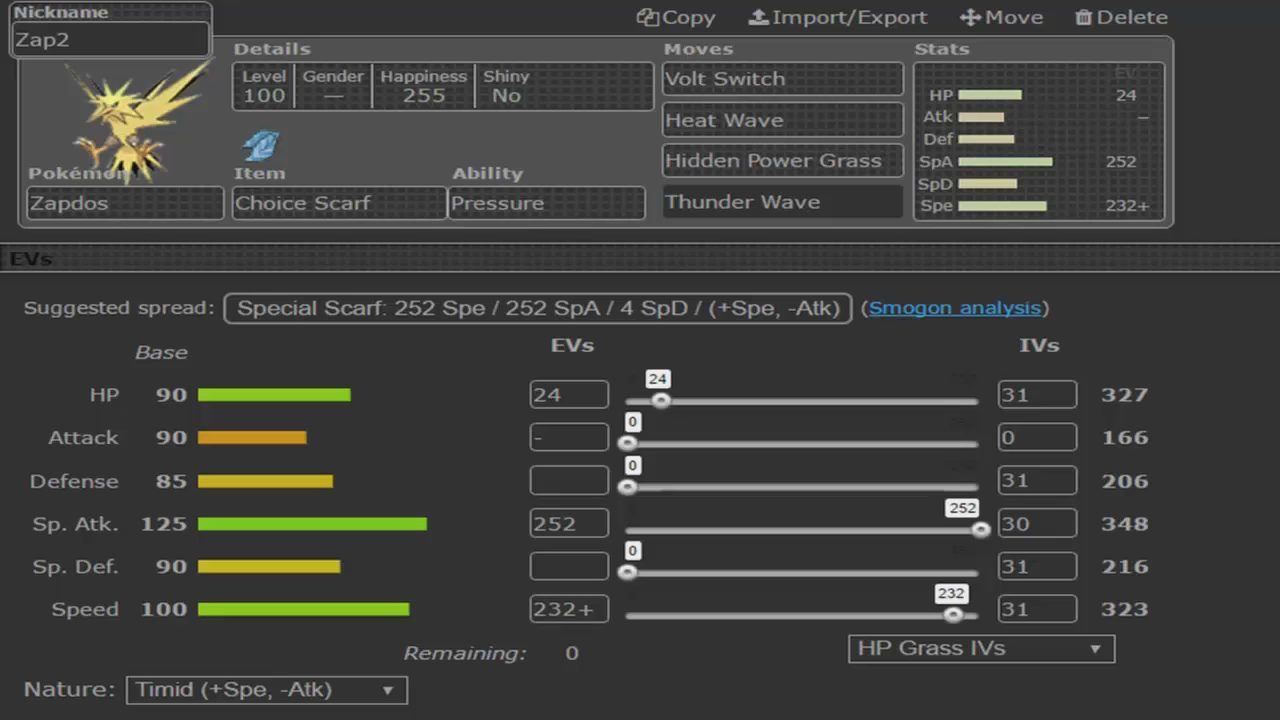 Nickname
Zap2
Copy Import/Export Move Delete
Details Moves Stats
Level Gender Happiness Shiny
100 — 255 No
Volt Switch
Heat Wave
Hidden Power Grass
Thunder Wave
EV
HP 24
Atk –
Def
SpA 252
SpD
Spe 232+
Pokémon Item Ability
Zapdos Choice Scarf Pressure
EVs
Suggested spread: Special Scarf: 252 Spe / 252 SpA / 4 SpD / (+Spe, -Atk) (Smogon analysis)
Base EVs IVs
HP 90 24 24 31 327
Attack 90 - 0 0 166
Defense 85 0 31 206
Sp. Atk. 125 252 252 30 348
Sp. Def. 90 0 31 216
Speed 100 232+ 232 31 323
Remaining: 0 HP Grass IVs
Nature: Timid (+Spe, -Atk)